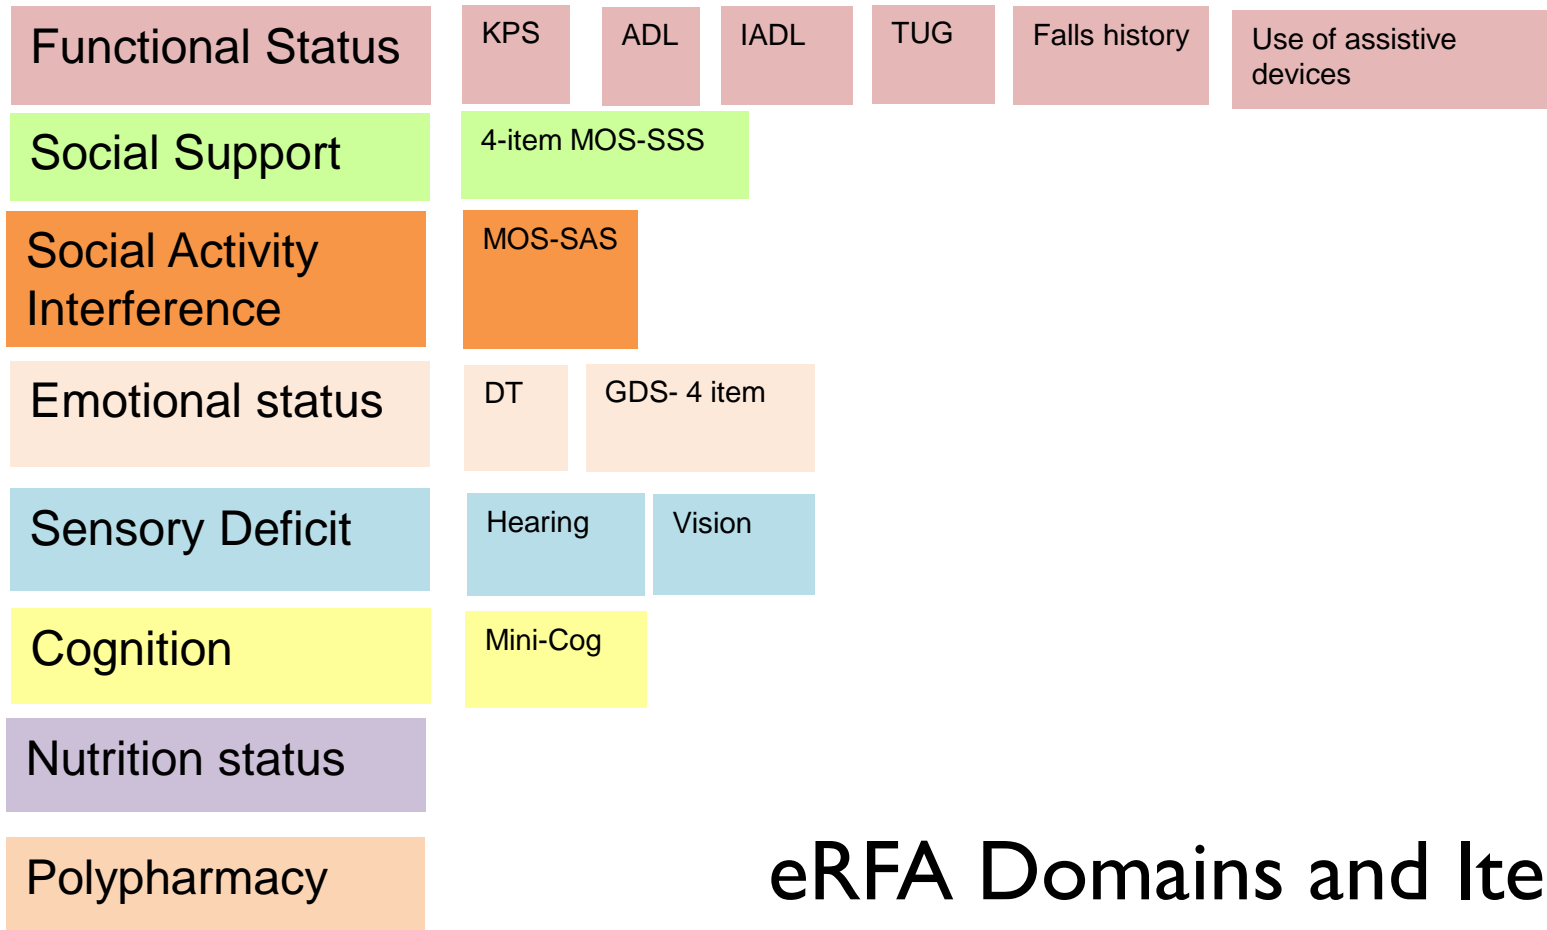 Functional Status
KPS
ADL
IADL
TUG
Falls history
Use of assistive
devices
Social Support
4-item MOS-SSS
Social Activity
Interference
MOS-SAS
Emotional status
DT
GDS- 4 item
Sensory Deficit
Hearing
Vision
Cognition
Mini-Cog
Nutrition status
Polypharmacy
eRFA Domains and Ite